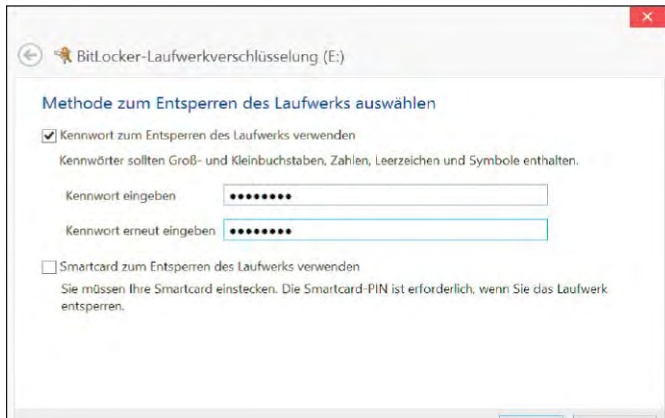 BitLocker-Laufwerkverschlüsselung (E:)
Methode zum Entsperren des Laufwerks auswählen
Kennwort zum Entsperren des Laufwerks verwenden
Kennwörter sollten Groß- und Kleinbuchstaben, Zahlen, Leerzeichen und Symbole enthalten.
Kennwort eingeben ••••••••
Kennwort erneut eingeben ••••••••
Smartcard zum Entsperren des Laufwerks verwenden
Sie müssen Ihre Smartcard einstecken. Die Smartcard-PIN ist erforderlich, wenn Sie das Laufwerk
entsperren.